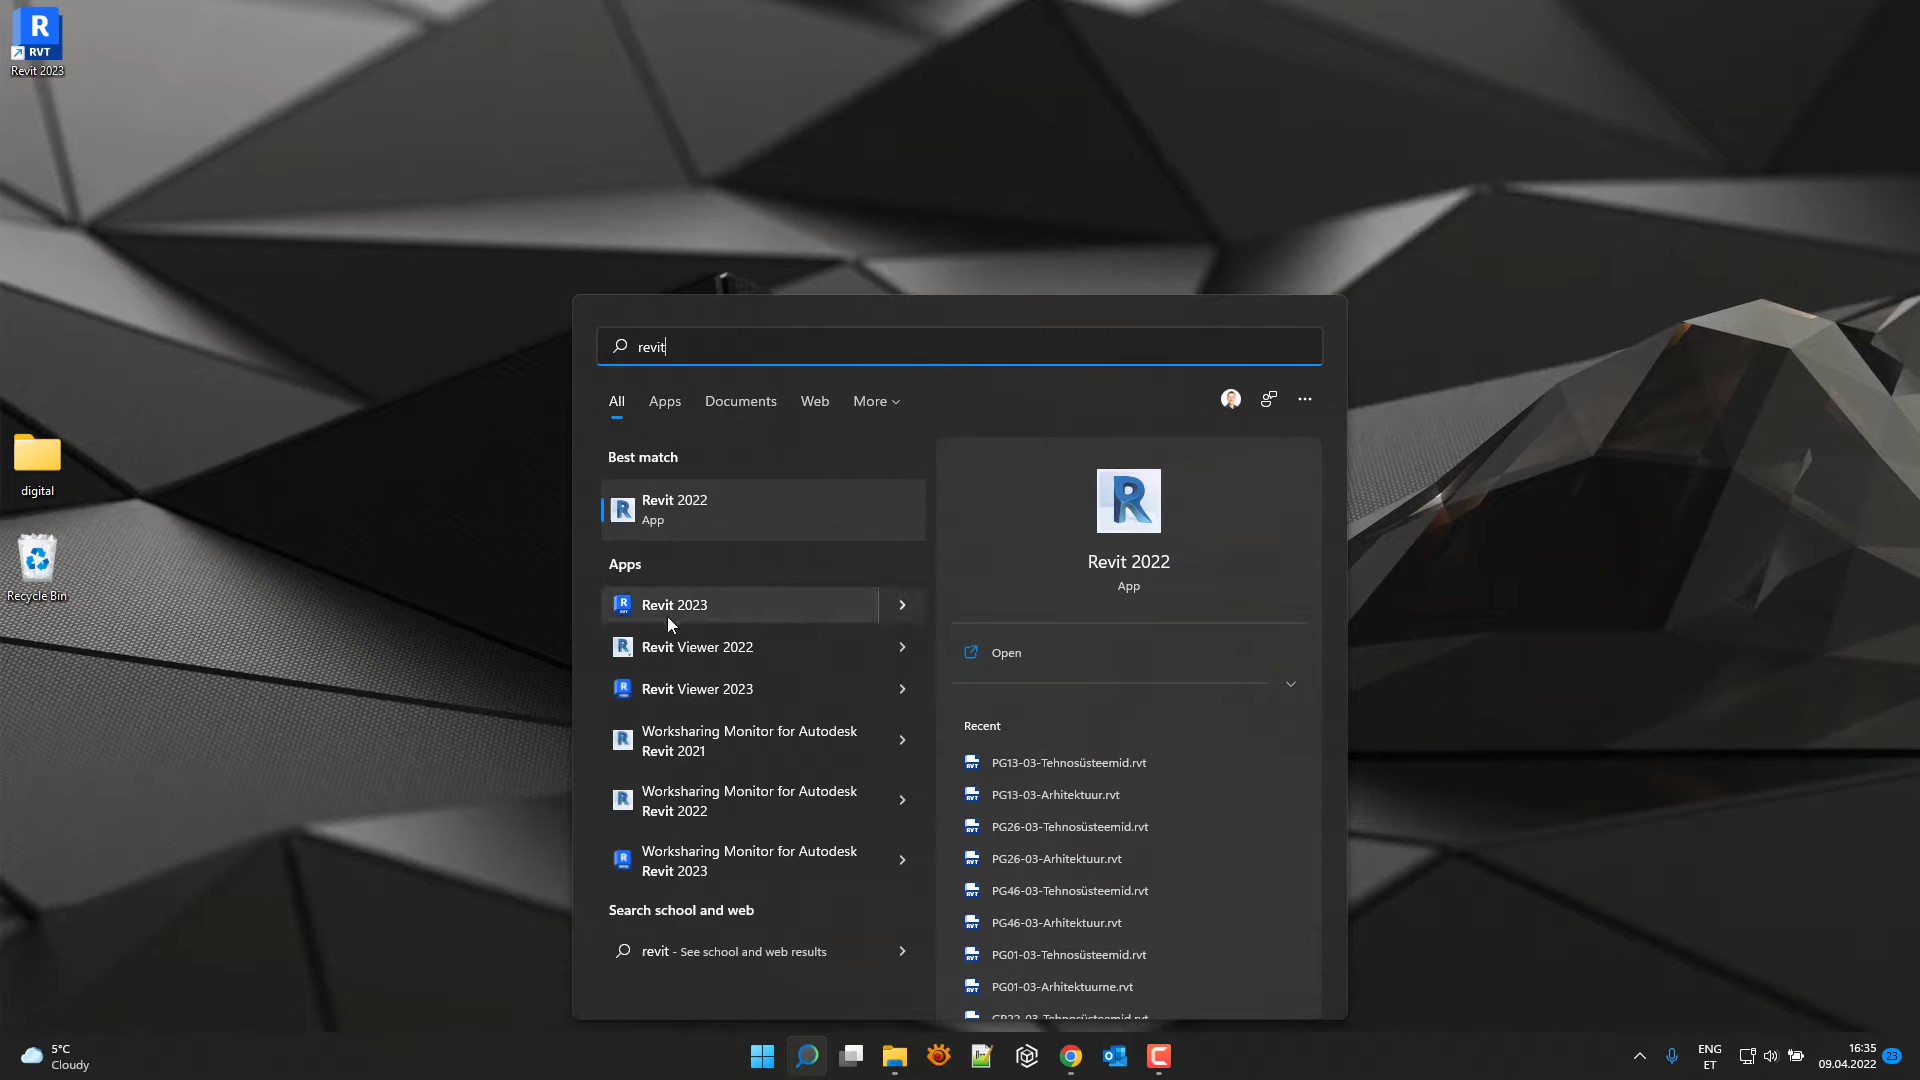 R
RVT
Revit 2023
digital
Recycle Bin
revit
All Apps Documents Web More
Best match
Revit 2022
App
Apps
Revit 2023
Revit Viewer 2022
Revit Viewer 2023
Worksharing Monitor for Autodesk
Revit 2021
Worksharing Monitor for Autodesk
Revit 2022
Worksharing Monitor for Autodesk
Revit 2023
Search school and web
revit - See school and web results
R
Revit 2022
App
Open
Recent
PG13-03-Tehnosüsteemid.rvt
PG13-03-Arhitektuur.rvt
PG26-03-Tehnosüsteemid.rvt
PG26-03-Arhitektuur.rvt
PG46-03-Tehnosüsteemid.rvt
PG46-03-Arhitektuur.rvt
PG01-03-Tehnosüsteemid.rvt
PG01-03-Arhitektuurne.rvt
5°C
Cloudy
ENG
ET
16:35
09.04.2022
23